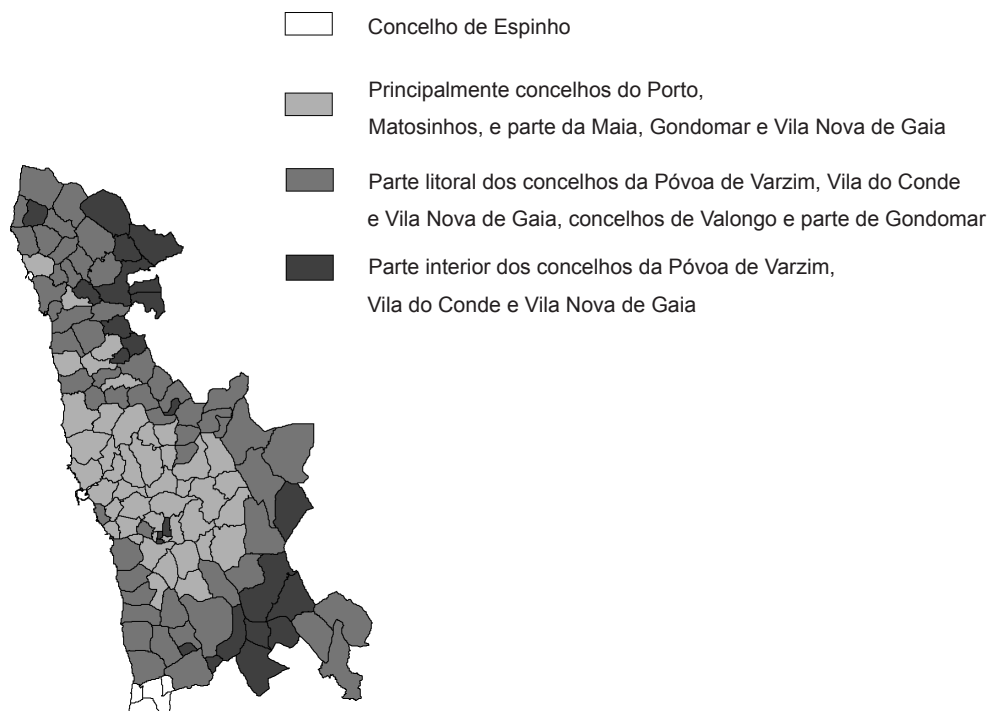 Concelho de Espinho
Principalmente concelhos do Porto,
Matosinhos, e parte da Maia, Gondomar e Vila Nova de Gaia
Parte litoral dos concelhos da Póvoa de Varzim, Vila do Conde
e Vila Nova de Gaia, concelhos de Valongo e parte de Gondomar
Parte interior dos concelhos da Póvoa de Varzim,
Vila do Conde e Vila Nova de Gaia